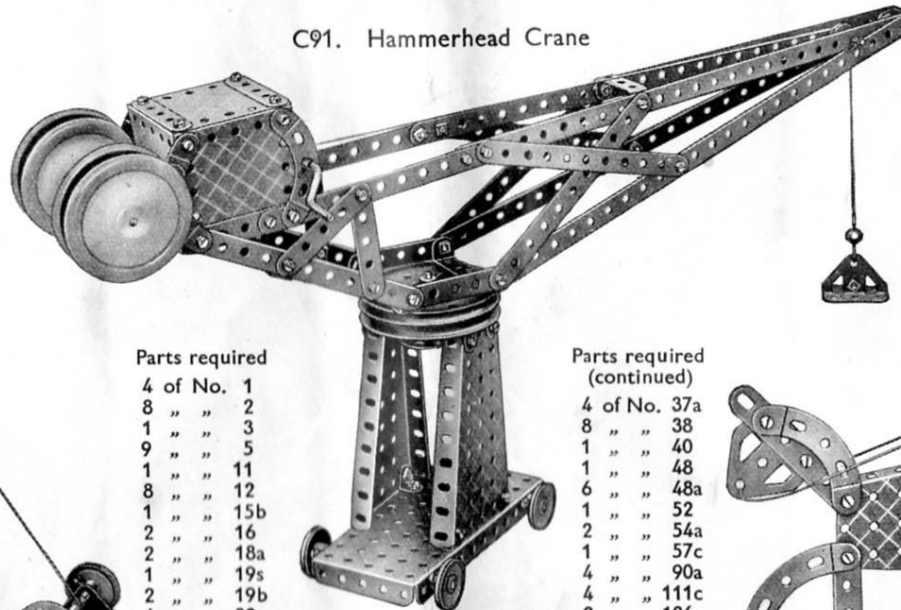 C91. Hammerhead Crane
Parts required
4 of No. 1
8 „ „ 2
1 „ „ 3
9 „ „ 5
1 „ „ 11
8 „ „ 12
1 „ „ 15b
2 „ „ 16
2 „ „ 18a
1 „ „ 19s
2 „ „ 19b
Parts required
(continued)
4 of No. 37a
8 „ „ 38
1 „ „ 40
1 „ „ 48
6 „ „ 48a
1 „ „ 52
2 „ „ 54a
1 „ „ 57c
4 „ „ 90a
4 „ „ 111c